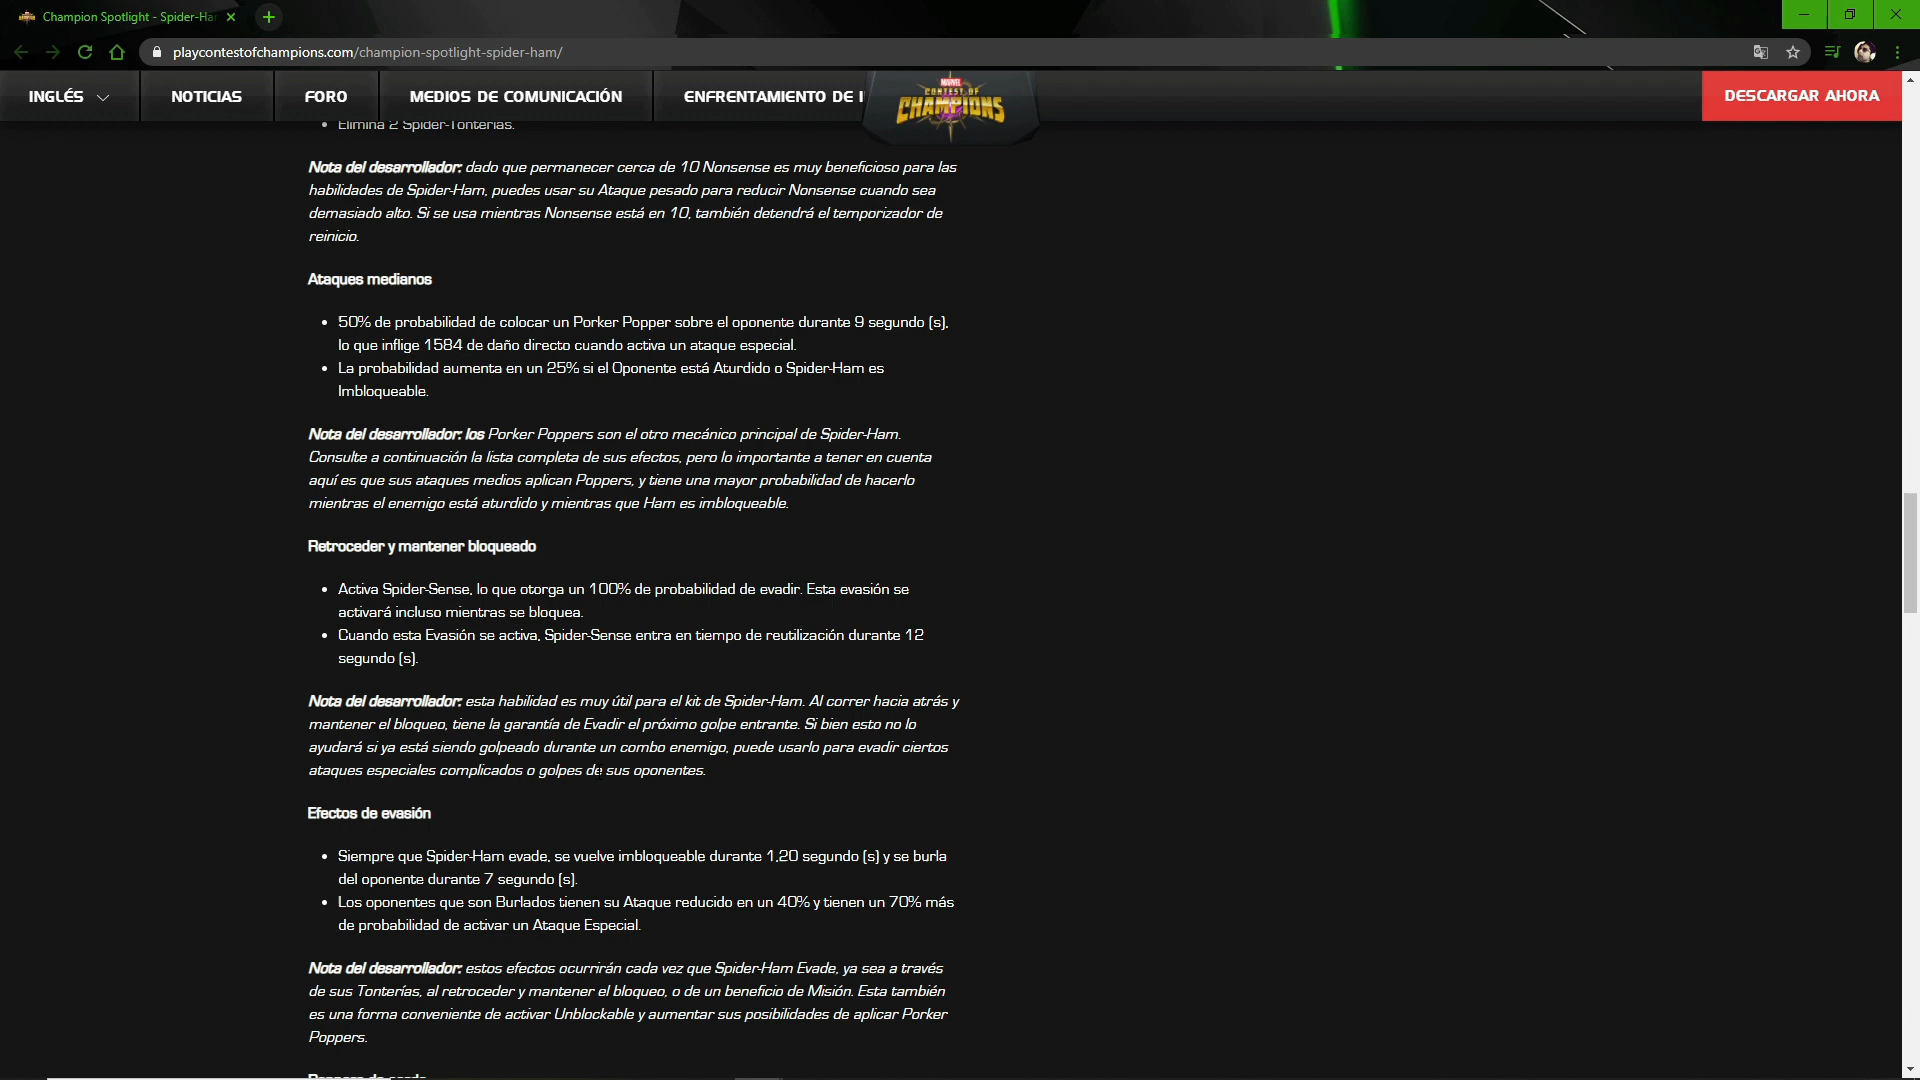 Champion Spotlight - Spider-Ha
playcontestofchampions.com/champion-spotlight-spider-ham/
INGLÉS
NOTICIAS
FORO
MEDIOS DE COMUNICACIÓN
ENFRENTAMIENTO DE I
MARVEL
CONTEST OF
CHAMPIONS
DESCARGAR AHORA
• Elimina 2 Spider-Tonterías.
Nota del desarrollador: dado que permanecer cerca de 10 Nonsense es muy beneficioso para las
habilidades de Spider-Ham, puedes usar su Ataque pesado para reducir Nonsense cuando sea
demasiado alto. Si se usa mientras Nonsense está en 10, también detendrá el temporizador de
reinicio.
Ataques medianos
• 50% de probabilidad de colocar un Porker Popper sobre el oponente durante 9 segundo (s),
lo que inflige 1584 de daño directo cuando activa un ataque especial.
• La probabilidad aumenta en un 25% si el Oponente está Aturdido o Spider-Ham es
Imbloqueable.
Nota del desarrollador: los Porker Poppers son el otro mecánico principal de Spider-Ham.
Consulte a continuación la lista completa de sus efectos, pero lo importante a tener en cuenta
aquí es que sus ataques medios aplican Poppers, y tiene una mayor probabilidad de hacerlo
mientras el enemigo está aturdido y mientras que Ham es imbloqueable.
Retroceder y mantener bloqueado
• Activa Spider-Sense, lo que otorga un 100% de probabilidad de evadir. Esta evasión se
activará incluso mientras se bloquea.
• Cuando esta Evasión se activa, Spider-Sense entra en tiempo de reutilización durante 12
segundo (s).
Nota del desarrollador: esta habilidad es muy útil para el kit de Spider-Ham. Al correr hacia atrás y
mantener el bloqueo, tiene la garantía de Evadir el próximo golpe entrante. Si bien esto no lo
ayudará si ya está siendo golpeado durante un combo enemigo, puede usarlo para evadir ciertos
ataques especiales complicados o golpes de sus oponentes.
Efectos de evasión
• Siempre que Spider-Ham evade, se vuelve imbloqueable durante 1,20 segundo (s) y se burla
del oponente durante 7 segundo (s).
• Los oponentes que son Burlados tienen su Ataque reducido en un 40% y tienen un 70% más
de probabilidad de activar un Ataque Especial.
Nota del desarrollador: estos efectos ocurrirán cada vez que Spider-Ham Evade, ya sea a través
de sus Tonterías, al retroceder y mantener el bloqueo, o de un beneficio de Misión. Esta también
es una forma conveniente de activar Unblockable y aumentar sus posibilidades de aplicar Porker
Poppers.